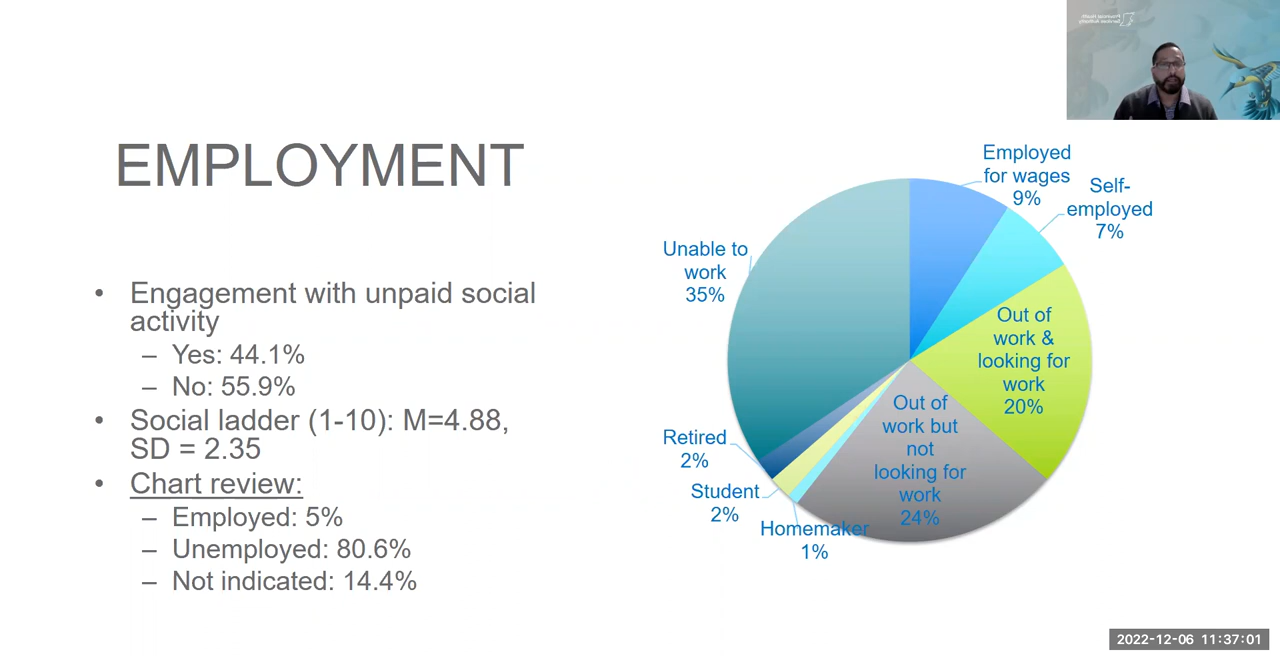 EMPLOYMENT
• Engagement with unpaid social
activity
– Yes: 44.1%
– No: 55.9%
• Social ladder (1-10): M=4.88,
SD = 2.35
• Chart review:
– Employed: 5%
– Unemployed: 80.6%
– Not indicated: 14.4%
Employed
for wages
9%
Self-
employed
7%
Out of
work &
looking for
work
20%
Out of
work but
not
looking for
work
24%
Homemaker
1%
Student
2%
Retired
2%
Unable to
work
35%
2022-12-06 11:37:01